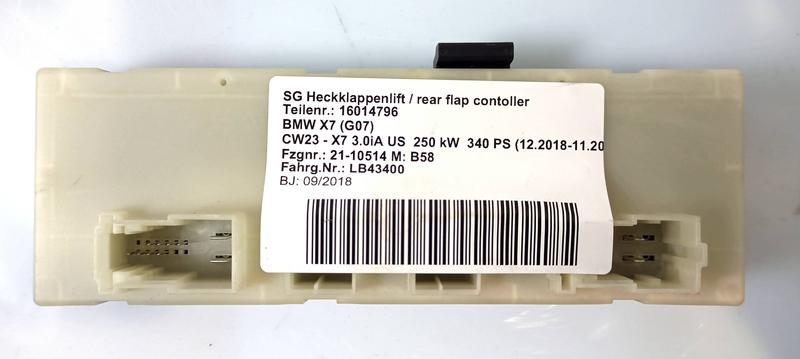 SG Heckklappenlift / rear flap contoller
Teilenr.: 16014796
BMW X7 (G07)
CW23 - X7 3.0iA US 250 kW 340 PS (12.2018-11.20
Fzgnr.: 21-10514 M: B58
Fahrg.Nr.: LB43400
BJ: 09/2018